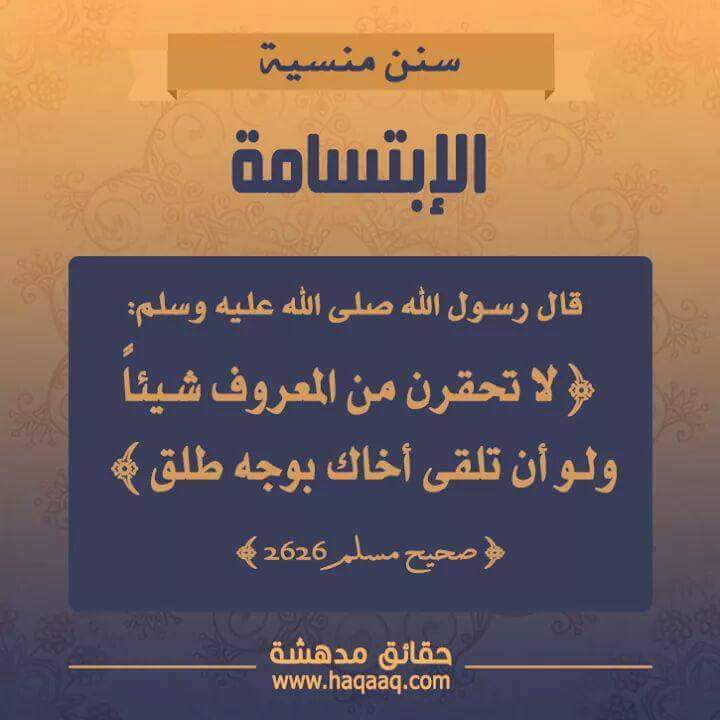 سنن منسية
الإبتسامة
قال رسول الله صلى الله عليه وسلم:
﴿ لا تحقرن من المعروف شيئاً
ولو أن تلقى أخاك بوجه طلق ﴾
﴿ صحيح مسلم 2626 ﴾
حقائق مدهشة
www.haqaaq.com